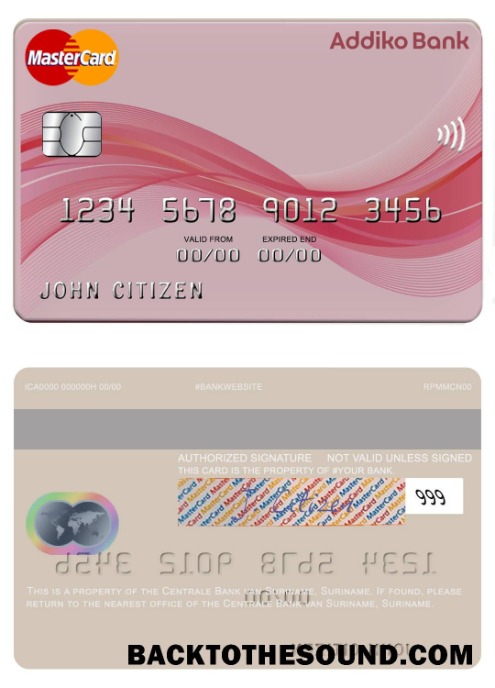 MasterCard
Addiko Bank
1234 5678 9012 3456
VALID FROM EXPIRED END
00/00 00/00
JOHN CITIZEN
ICA0000 000000H 00/00 #BANKWEBSITE RPMMCN00
AUTHORIZED SIGNATURE NOT VALID UNLESS SIGNED
THIS CARD IS THE PROPERTY OF #YOUR BANK
999
THIS IS A PROPERTY OF THE CENTRALE BANK VAN SURINAME, SURINAME. IF FOUND, PLEASE
RETURN TO THE NEAREST OFFICE OF THE CENTRALE BANK VAN SURINAME, SURINAME.
BACKTOTHESOUND.COM